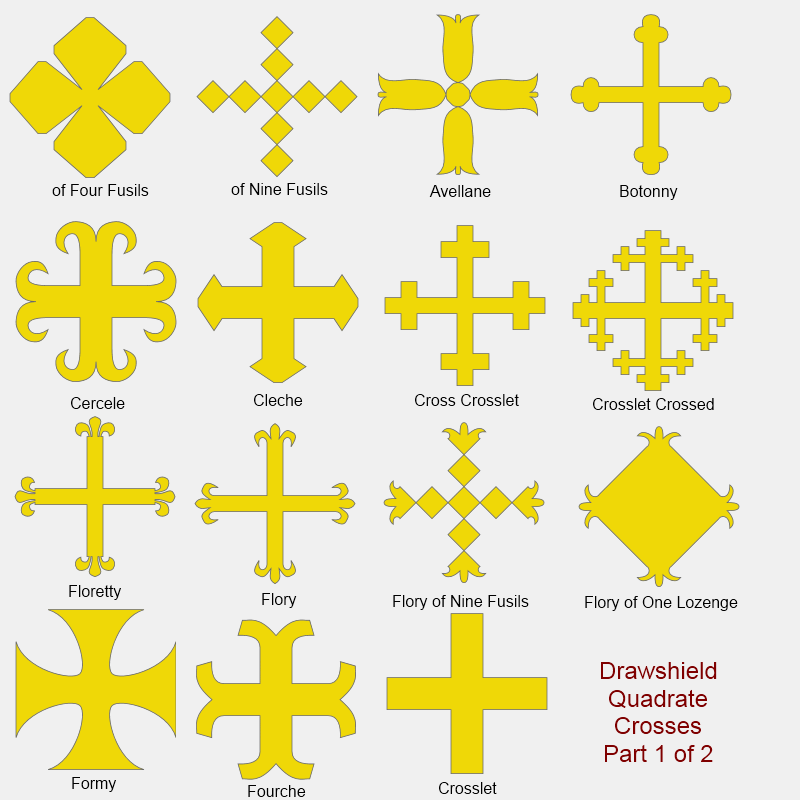 of Four Fusils
of Nine Fusils
Avellane
Botonny
Cercele
Cleche
Cross Crosslet
Crosslet Crossed
Floretty
Flory
Flory of Nine Fusils
Flory of One Lozenge
Formy
Fourche
Crosslet
Drawshield
Quadrate
Crosses
Part 1 of 2